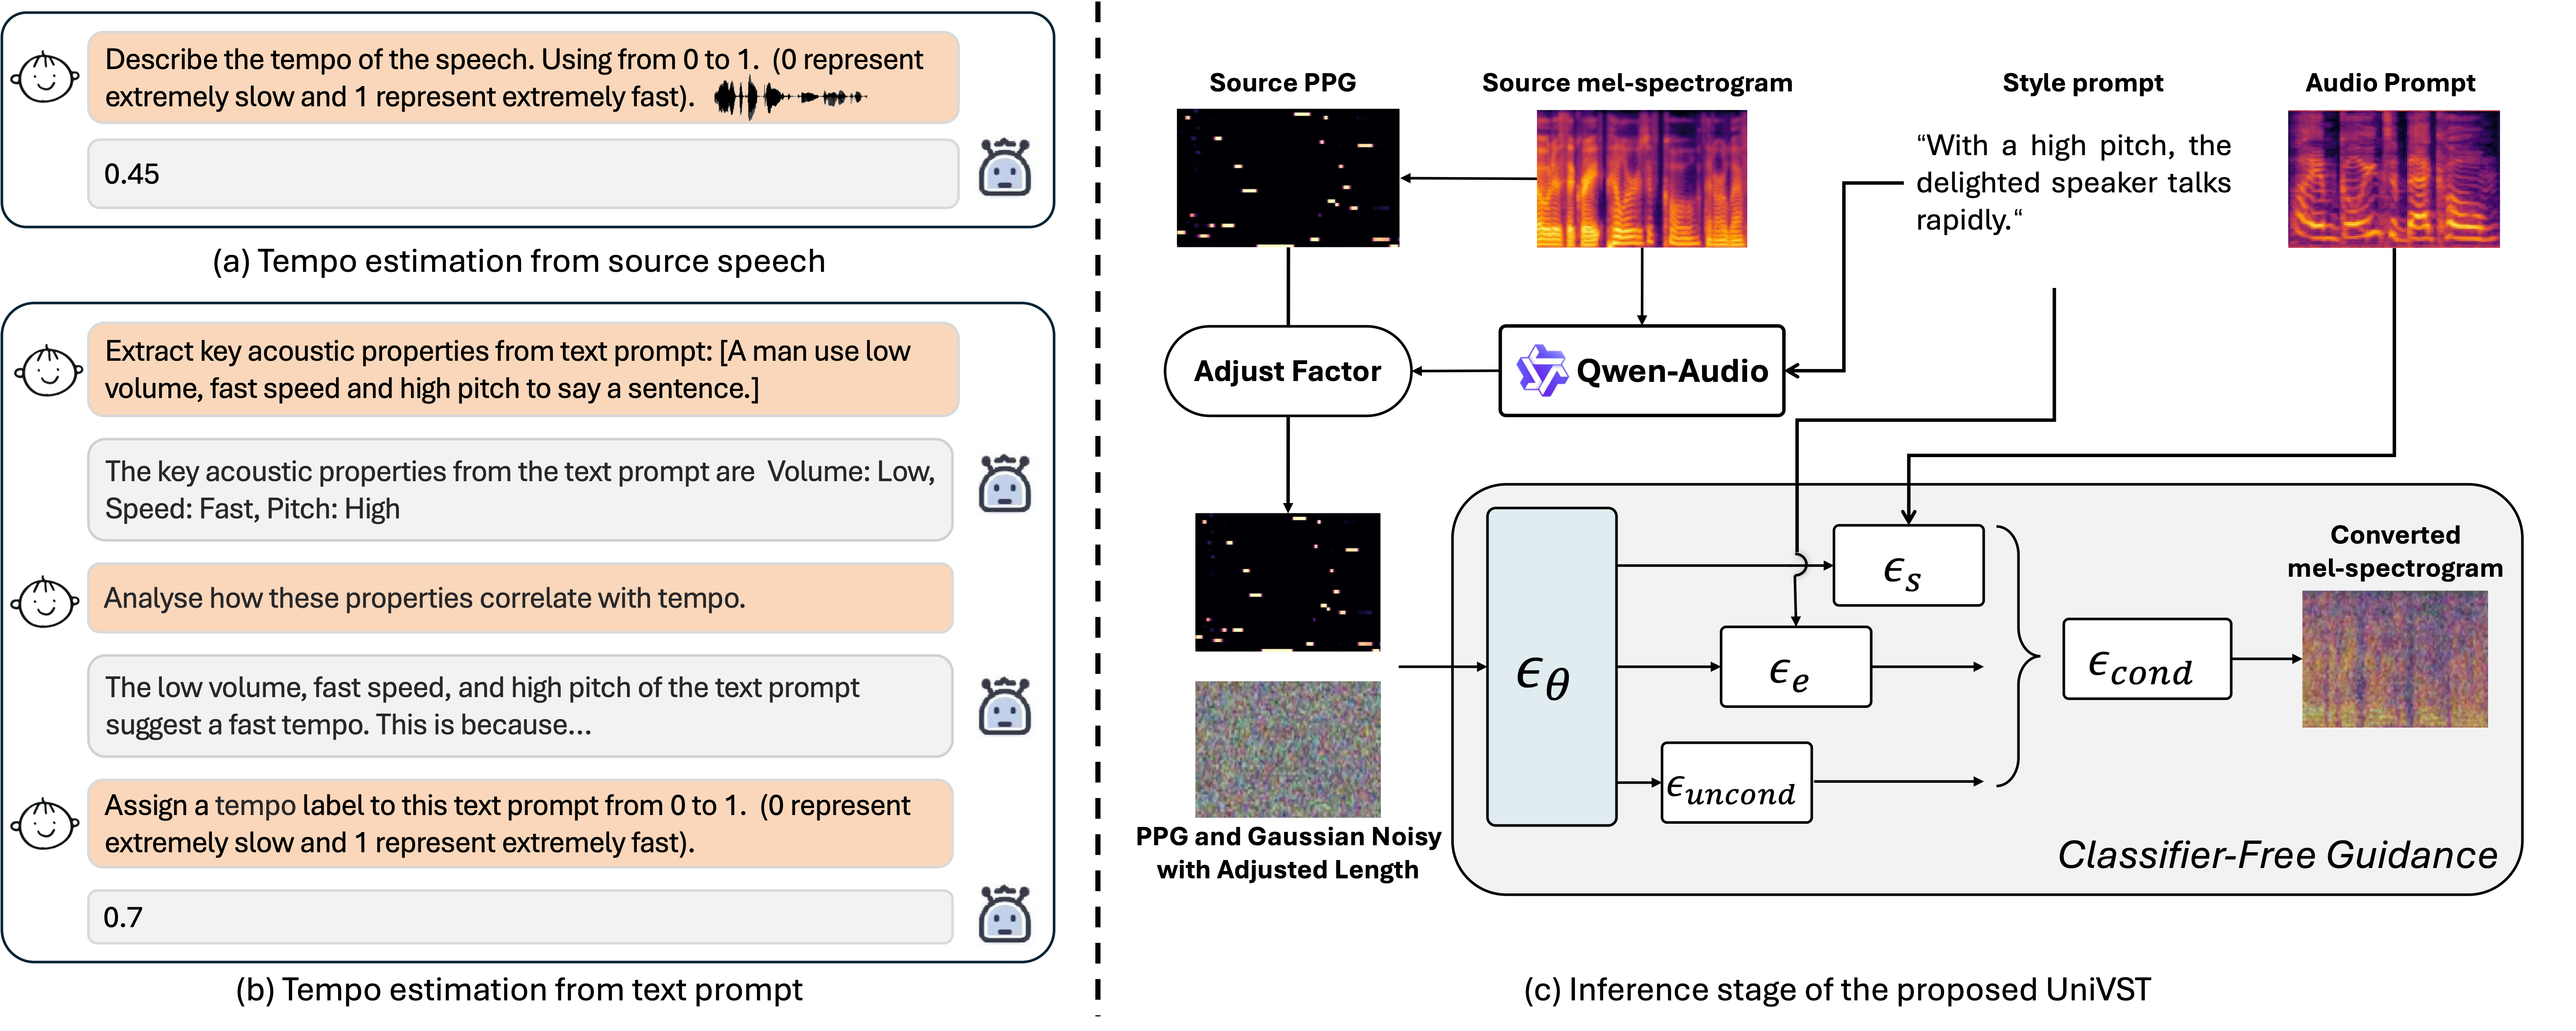 Describe the tempo of the speech. Using from 0 to 1. (0 represent
extremely slow and 1 represent extremely fast).
0.45
(a) Tempo estimation from source speech
Extract key acoustic properties from text prompt: [A man use low
volume, fast speed and high pitch to say a sentence.]
The key acoustic properties from the text prompt are Volume: Low,
Speed: Fast, Pitch: High
Analyse how these properties correlate with tempo.
The low volume, fast speed, and high pitch of the text prompt
suggest a fast tempo. This is because...
Assign a tempo label to this text prompt from 0 to 1. (0 represent
extremely slow and 1 represent extremely fast).
0.7
(b) Tempo estimation from text prompt
Source PPG
Source mel-spectrogram
Style prompt
Audio Prompt
“With a high pitch, the
delighted speaker talks
rapidly.“
Adjust Factor
Qwen-Audio
PPG and Gaussian Noisy
with Adjusted Length
ϵ_θ
ϵ_s
ϵ_e
ϵ_uncond
ϵ_cond
Converted
mel-spectrogram
Classifier-Free Guidance
(c) Inference stage of the proposed UniVST